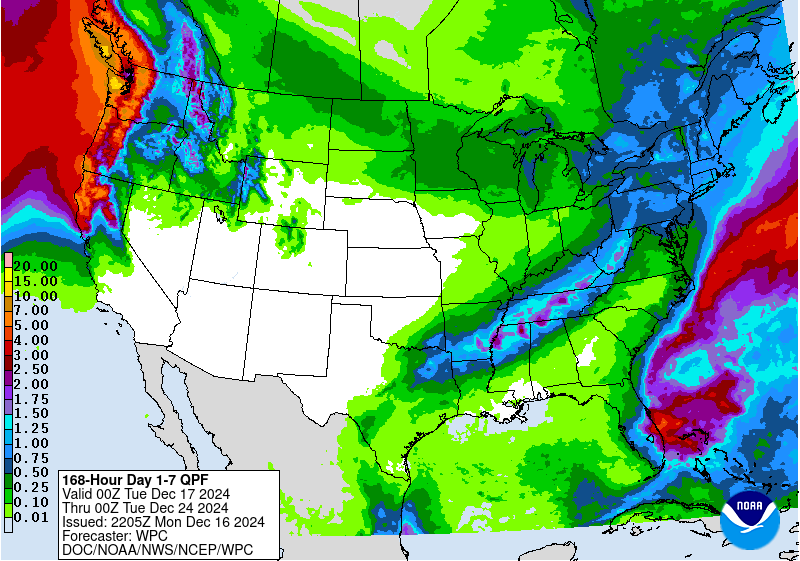 20.00
15.00
10.00
7.00
5.00
4.00
3.00
2.50
2.00
1.75
1.50
1.25
1.00
0.75
0.50
0.25
0.10
0.01
168-Hour Day 1-7 QPF
Valid 00Z Tue Dec 17 2024
Thru 00Z Tue Dec 24 2024
Issued: 2205Z Mon Dec 16 2024
Forecaster: WPC
DOC/NOAA/NWS/NCEP/WPC
NOAA